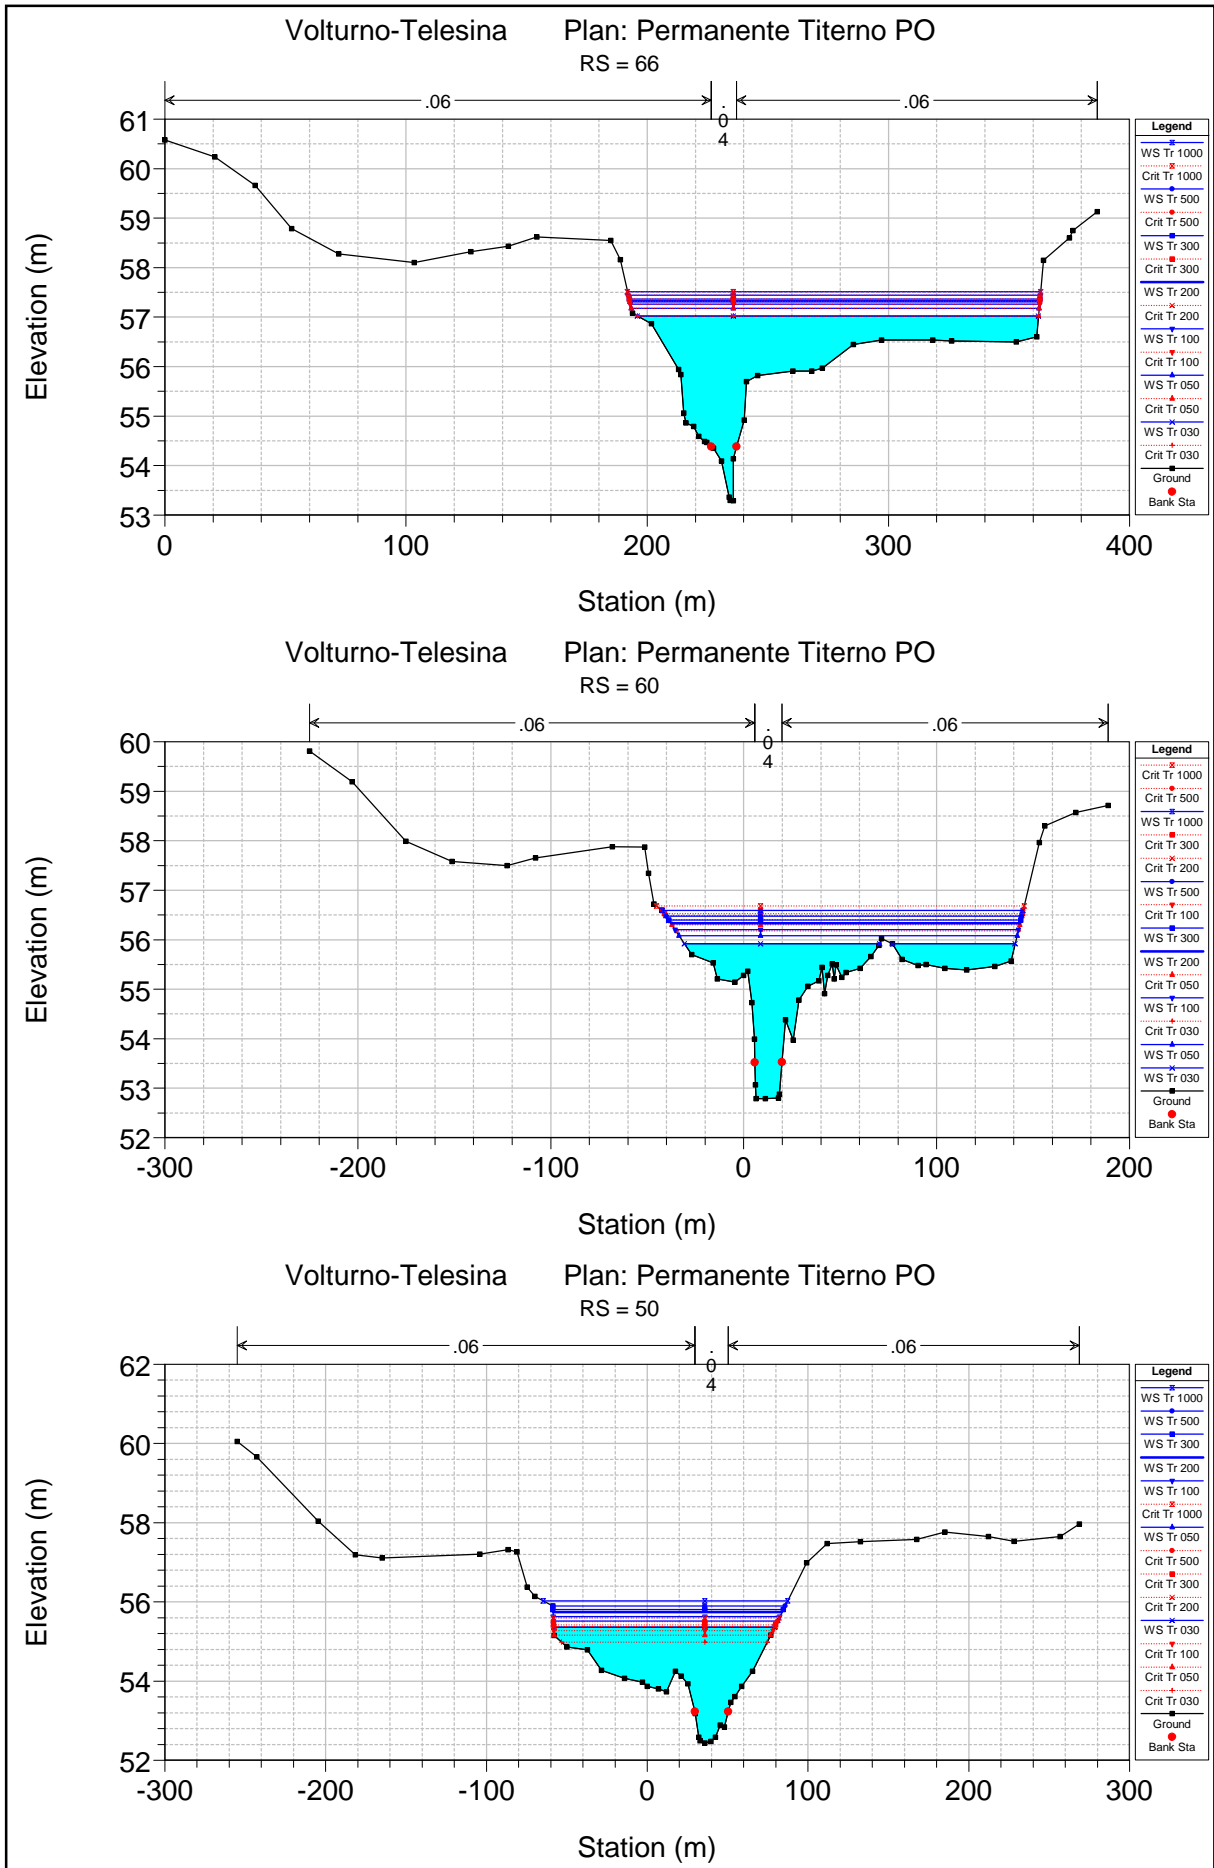 Volturno-Telesina Plan: Permanente Titerno PO
RS = 66
.06 .04 .06
Elevation (m)
61
60
59
58
57
56
55
54
53
0 100 200 300 400
Station (m)
Legend
WS Tr 1000
Crit Tr 1000
WS Tr 500
Crit Tr 500
WS Tr 300
Crit Tr 300
WS Tr 200
Crit Tr 200
WS Tr 100
Crit Tr 100
WS Tr 050
Crit Tr 050
WS Tr 030
Crit Tr 030
Ground
Bank Sta
Volturno-Telesina Plan: Permanente Titerno PO
RS = 60
.06 .04 .06
Elevation (m)
60
59
58
57
56
55
54
53
52
-300 -200 -100 0 100 200
Station (m)
Legend
Crit Tr 1000
Crit Tr 500
WS Tr 1000
Crit Tr 300
Crit Tr 200
WS Tr 500
Crit Tr 100
WS Tr 300
WS Tr 200
Crit Tr 050
WS Tr 100
Crit Tr 030
WS Tr 050
WS Tr 030
Ground
Bank Sta
Volturno-Telesina Plan: Permanente Titerno PO
RS = 50
.06 .04 .06
Elevation (m)
62
60
58
56
54
52
-300 -200 -100 0 100 200 300
Station (m)
Legend
WS Tr 1000
WS Tr 500
WS Tr 300
WS Tr 200
WS Tr 100
Crit Tr 1000
WS Tr 050
Crit Tr 500
Crit Tr 300
Crit Tr 200
WS Tr 030
Crit Tr 100
Crit Tr 050
Crit Tr 030
Ground
Bank Sta